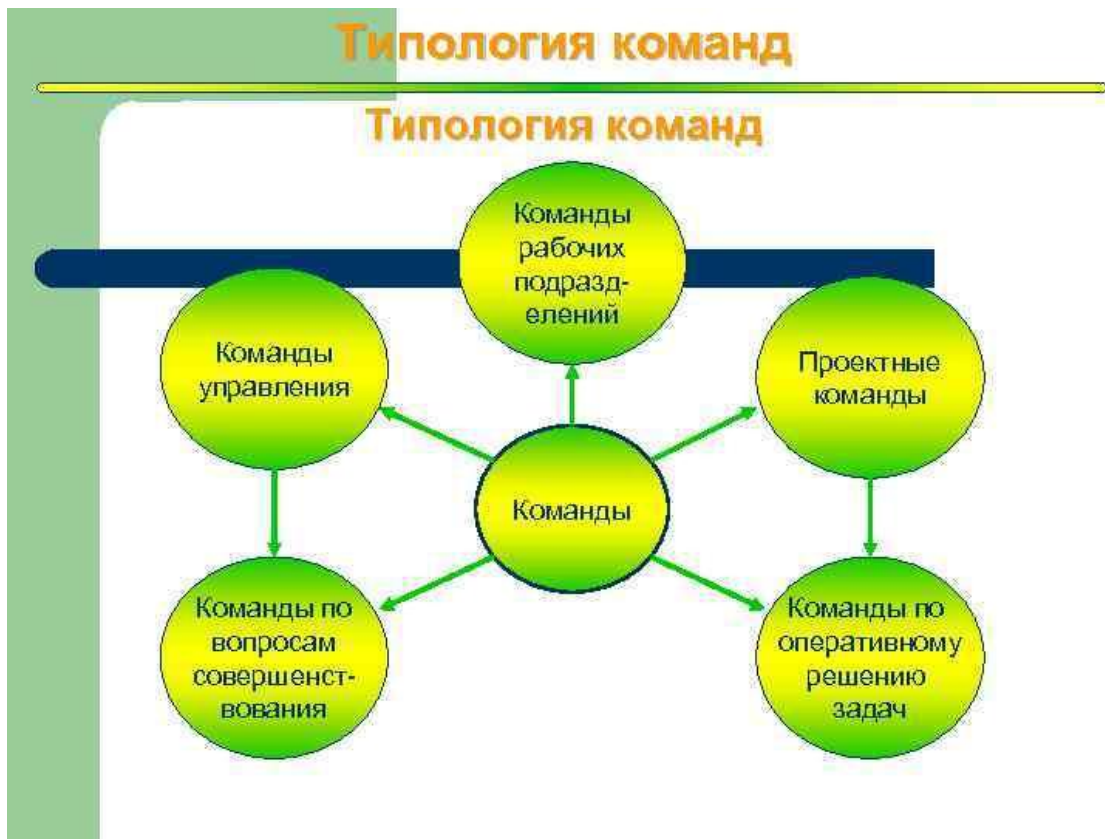 Типология команд
Типология команд
Команды
рабочих
подразд-
елений
Команды
управления
Проектные
команды
Команды
Команды по
вопросам
совершенст-
вования
Команды по
оперативному
решению
задач